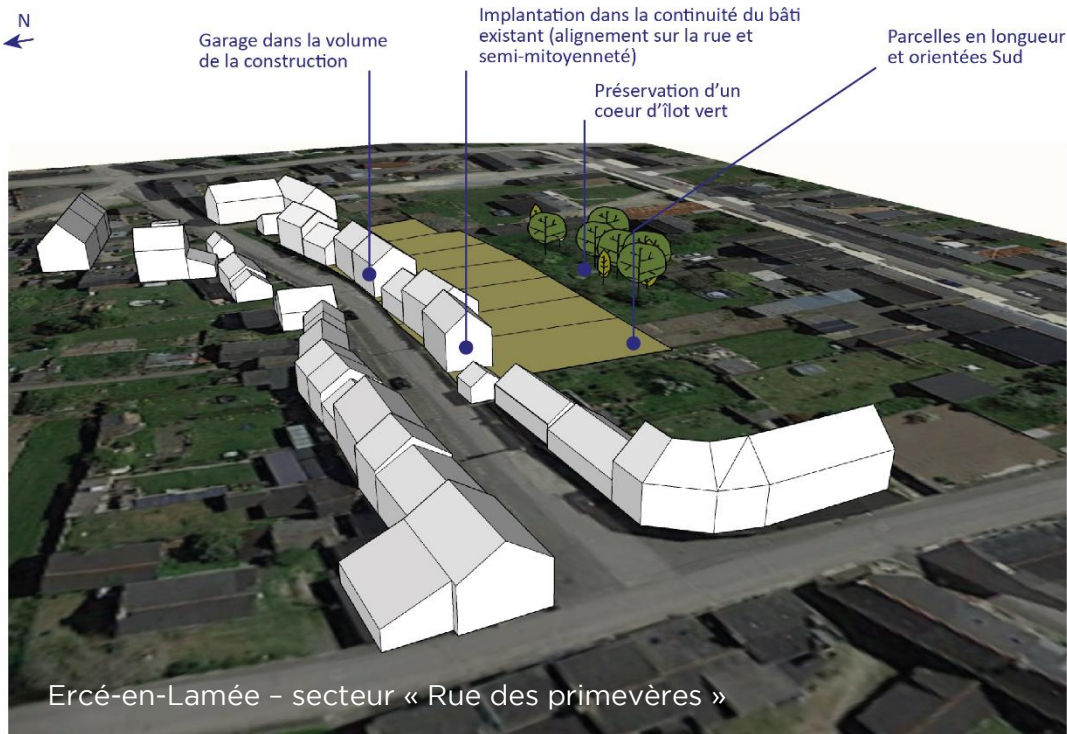 N
Garage dans la volume
de la construction
Implantation dans la continuité du bâti
existant (alignement sur la rue et
semi-mitoyenneté)
Préservation d'un
coeur d'îlot vert
Parcelles en longueur
et orientées Sud
Ercé-en-Lamée – secteur « Rue des primevères »